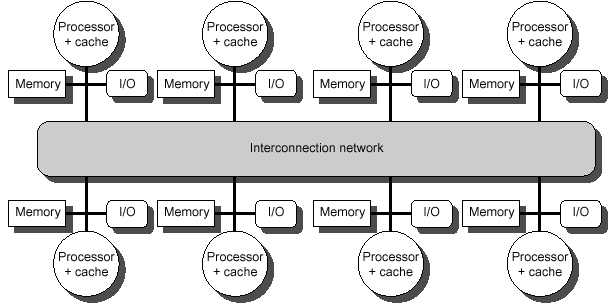 Processor
+ cache
Processor
+ cache
Processor
+ cache
Processor
+ cache
Memory
I/O
Memory
I/O
Memory
I/O
Memory
I/O
Interconnection network
Memory
I/O
Memory
I/O
Memory
I/O
Memory
I/O
Processor
+ cache
Processor
+ cache
Processor
+ cache
Processor
+ cache